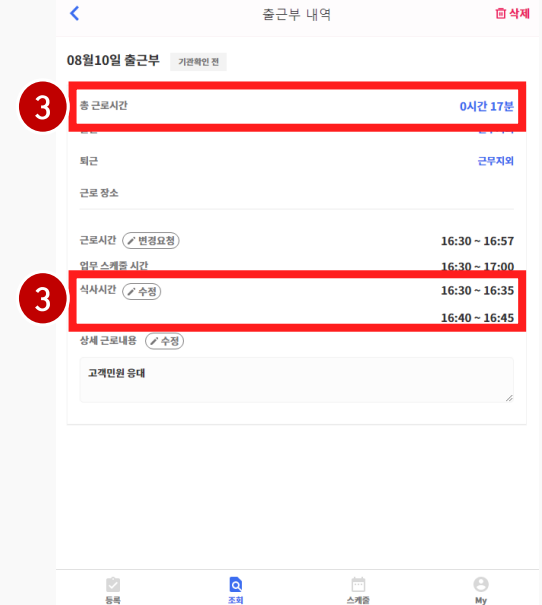 출근부 내역
삭제
08월10일 출근부 기관확인 전
3
총 근로시간 0시간 17분
퇴근 근무지외
근로 장소
근로시간 변경요청 16:30 ~ 16:57
업무 스케줄 시간 16:30 ~ 17:00
3
식사시간 수정 16:30 ~ 16:35
16:40 ~ 16:45
상세 근로내용 수정
고객민원 응대
등록 조회 스케줄 My